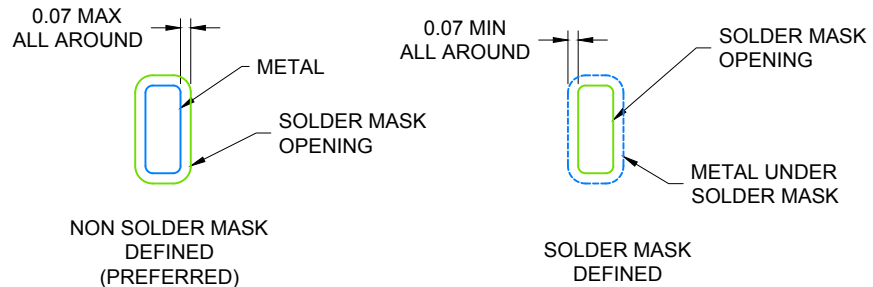 0.07 MAX
ALL AROUND
METAL
SOLDER MASK
OPENING
NON SOLDER MASK
DEFINED
(PREFERRED)
0.07 MIN
ALL AROUND
SOLDER MASK
OPENING
METAL UNDER
SOLDER MASK
SOLDER MASK
DEFINED